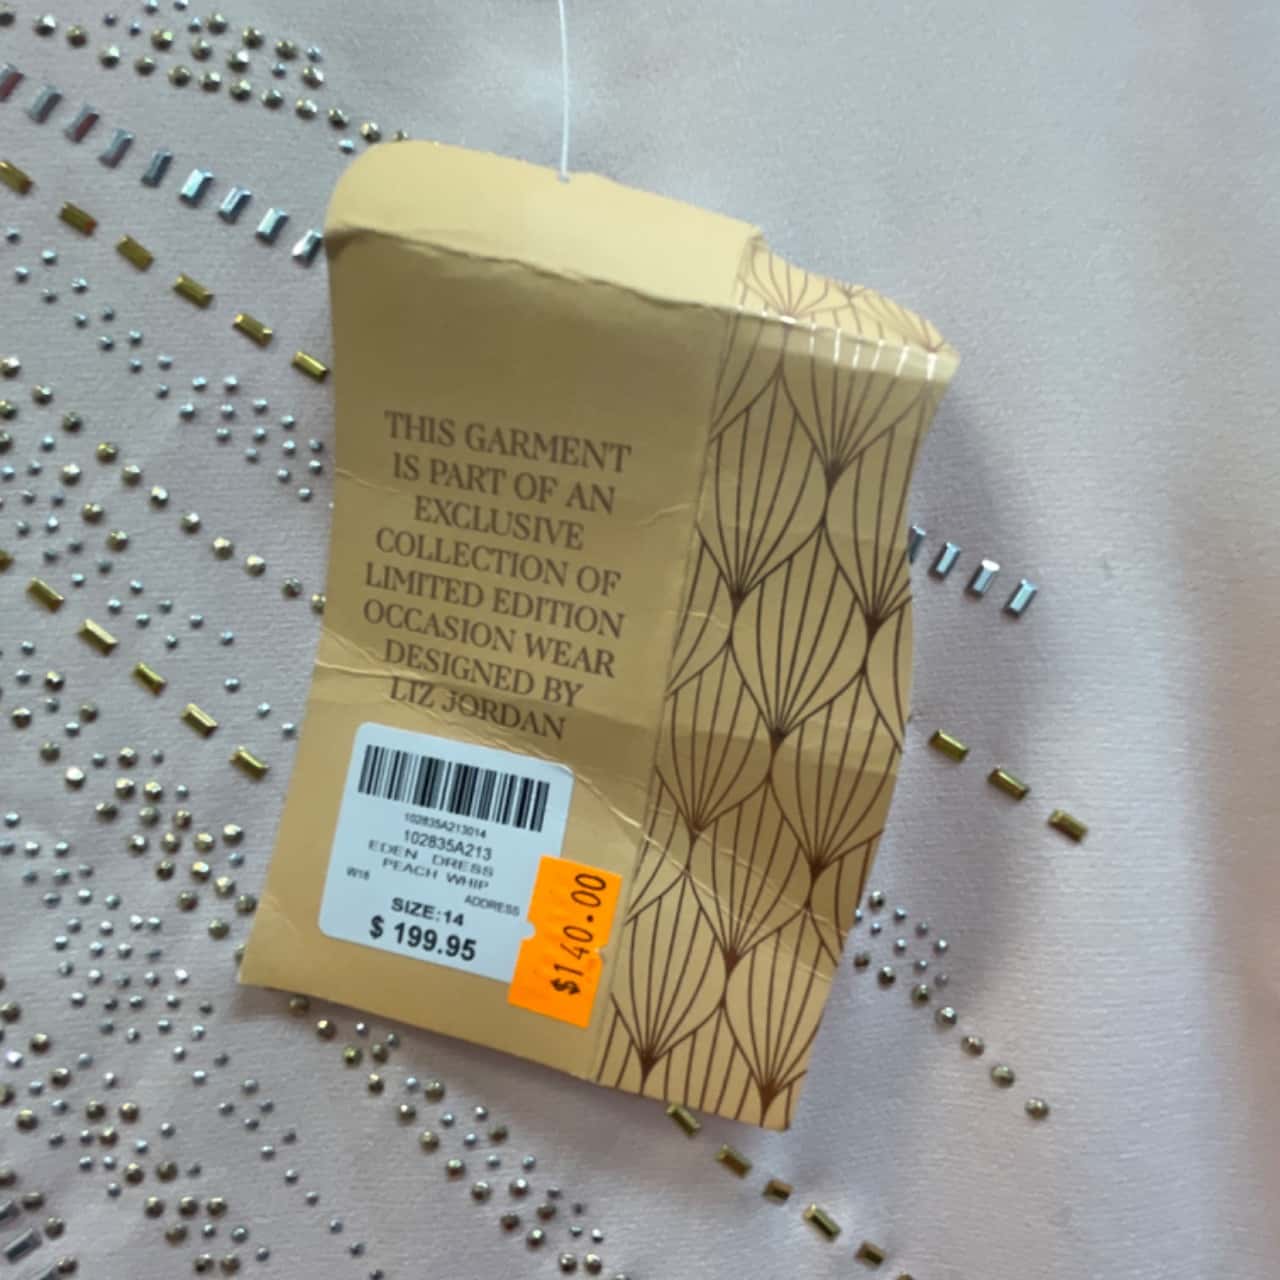 THIS GARMENT
IS PART OF AN
EXCLUSIVE
COLLECTION OF
LIMITED EDITION
OCCASION WEAR
DESIGNED BY
LIZ JORDAN
102835A213014
102835A213
EDEN DRESS
PEACH WHIP
W18
ADDRESS
SIZE:14
$ 199.95
$140.00